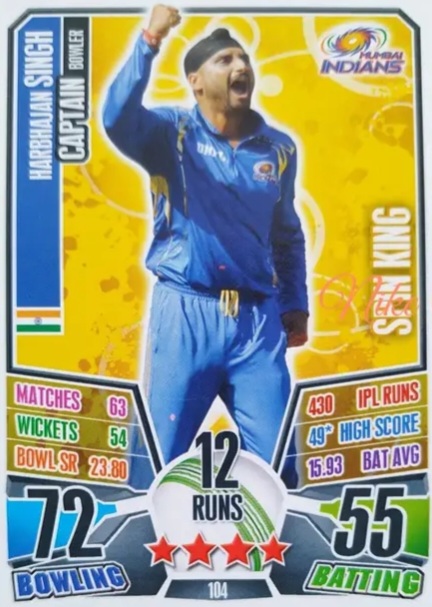 HARBHAJAN SINGH
CAPTAIN BOWLER
MUMBAI
INDIANS
SPIN KING
Nike
MATCHES 63
WICKETS 54
BOWL SR 23.80
430 IPL RUNS
49* HIGH SCORE
15.93 BAT AVG
12
RUNS
72
BOWLING
55
BATTING
104